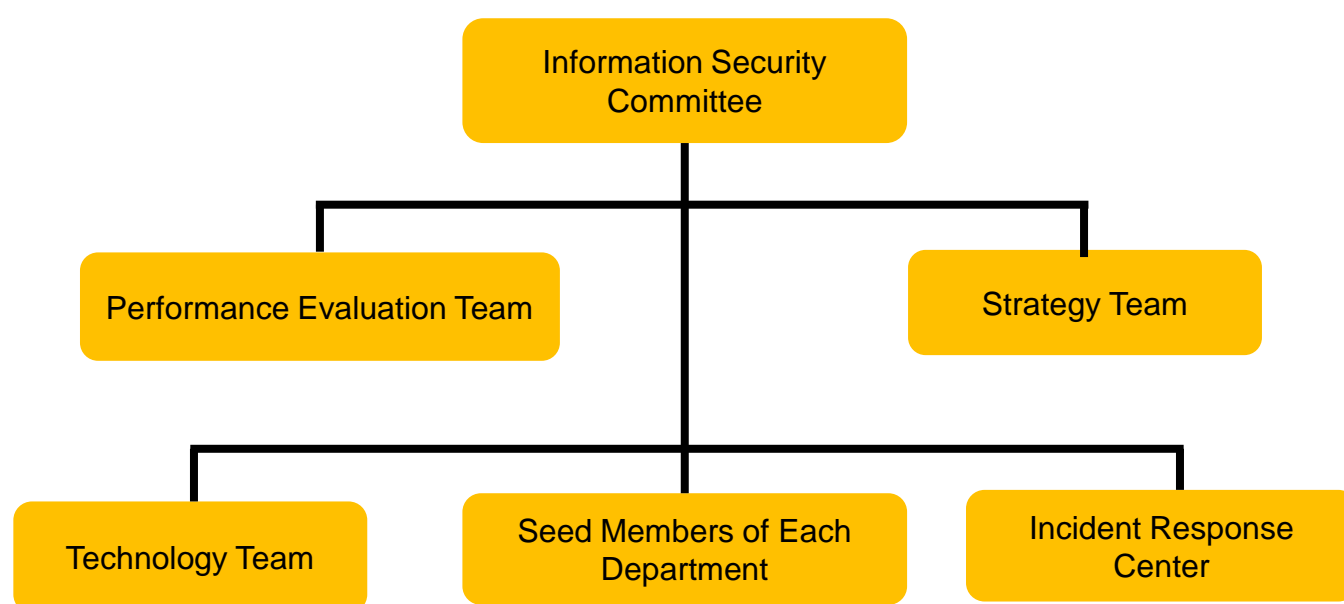 Information Security
Committee
Performance Evaluation Team
Strategy Team
Technology Team
Seed Members of Each
Department
Incident Response
Center